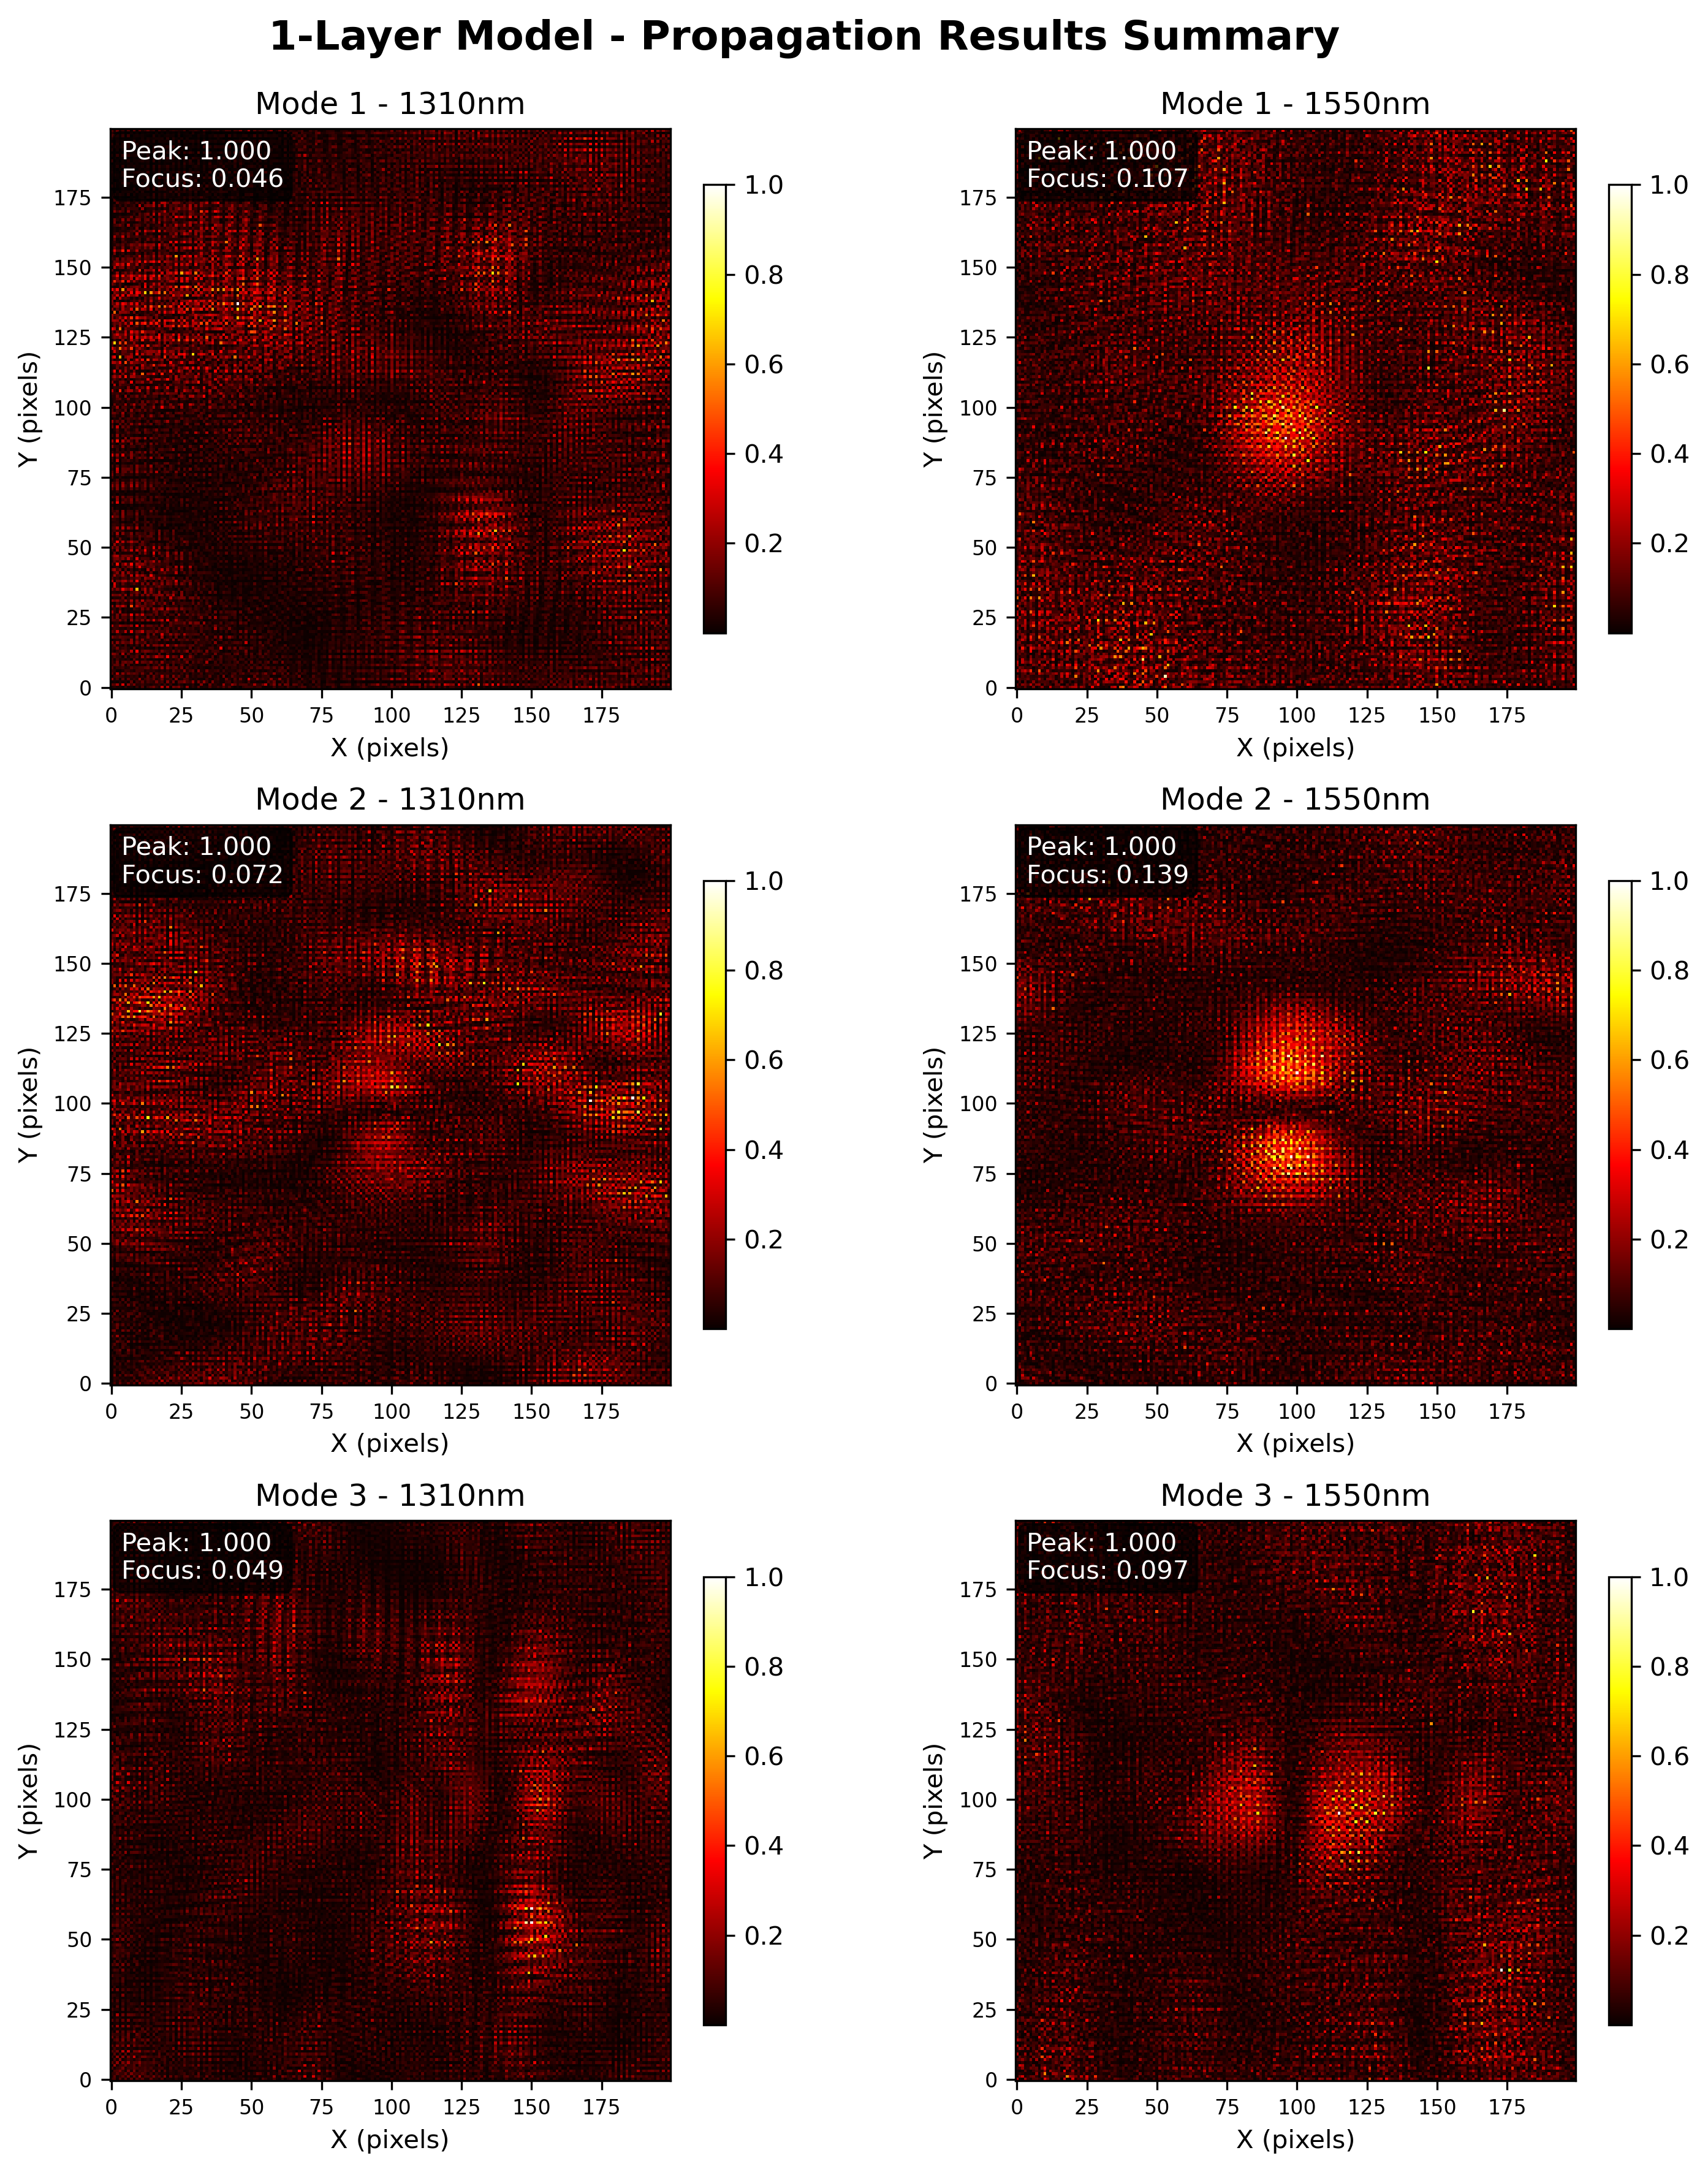 1-Layer Model - Propagation Results Summary
Mode 1 - 1310nm
Peak: 1.000
Focus: 0.046
Y (pixels)
175
150
125
100
75
50
25
0
0 25 50 75 100 125 150 175
X (pixels)
1.0
0.8
0.6
0.4
0.2
Mode 1 - 1550nm
Peak: 1.000
Focus: 0.107
Y (pixels)
175
150
125
100
75
50
25
0
0 25 50 75 100 125 150 175
X (pixels)
1.0
0.8
0.6
0.4
0.2
Mode 2 - 1310nm
Peak: 1.000
Focus: 0.072
Y (pixels)
175
150
125
100
75
50
25
0
0 25 50 75 100 125 150 175
X (pixels)
1.0
0.8
0.6
0.4
0.2
Mode 2 - 1550nm
Peak: 1.000
Focus: 0.139
Y (pixels)
175
150
125
100
75
50
25
0
0 25 50 75 100 125 150 175
X (pixels)
1.0
0.8
0.6
0.4
0.2
Mode 3 - 1310nm
Peak: 1.000
Focus: 0.049
Y (pixels)
175
150
125
100
75
50
25
0
0 25 50 75 100 125 150 175
X (pixels)
1.0
0.8
0.6
0.4
0.2
Mode 3 - 1550nm
Peak: 1.000
Focus: 0.097
Y (pixels)
175
150
125
100
75
50
25
0
0 25 50 75 100 125 150 175
X (pixels)
1.0
0.8
0.6
0.4
0.2